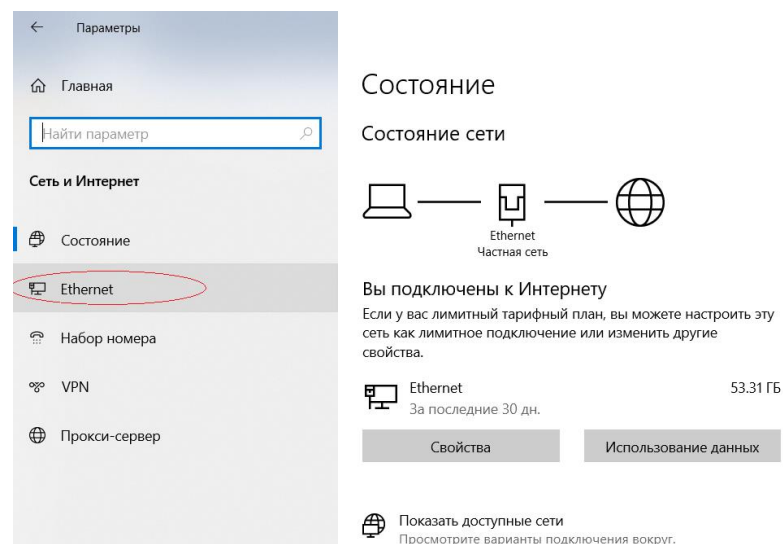 Параметры
Главная
Найти параметр
Сеть и Интернет
Состояние
Ethernet
Набор номера
VPN
Прокси-сервер
Состояние
Состояние сети
Ethernet
Частная сеть
Вы подключены к Интернету
Если у вас лимитный тарифный план, вы можете настроить эту
сеть как лимитное подключение или изменить другие
свойства.
Ethernet 53.31 ГБ
За последние 30 дн.
Свойства Использование данных
Показать доступные сети
Просмотрите варианты подключения вокруг.